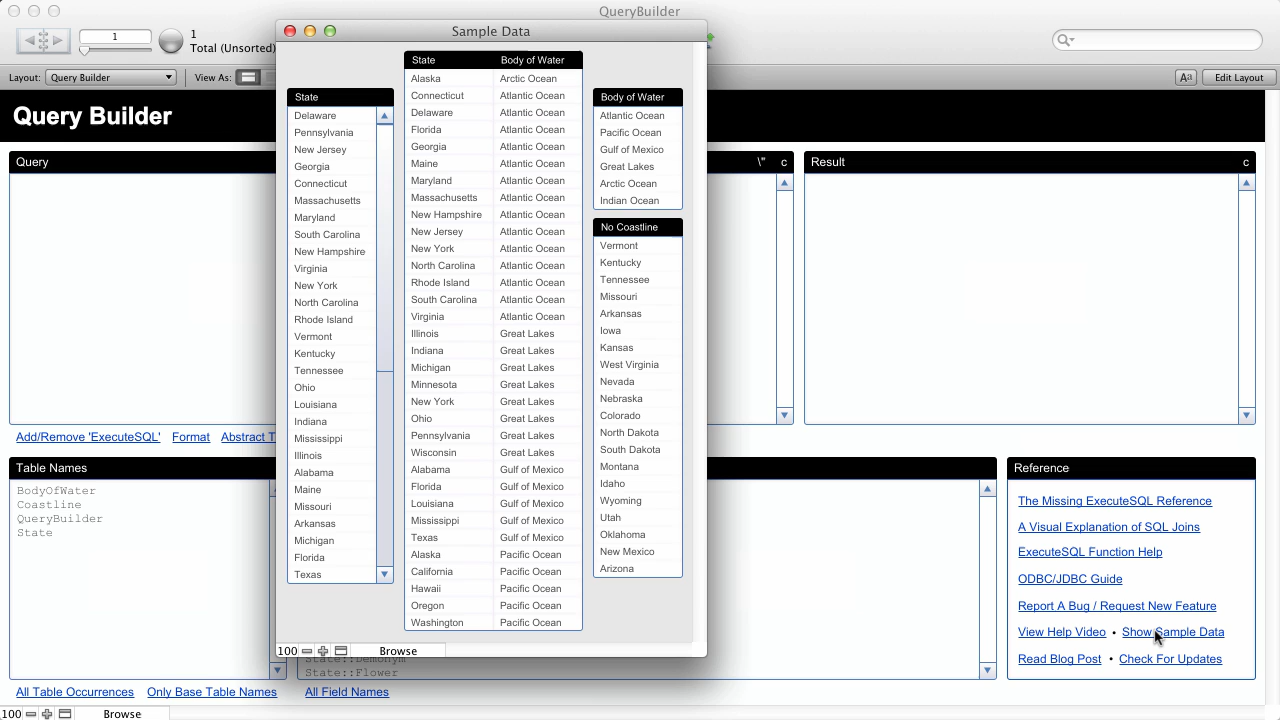 QueryBuilder
1
1
Total (Unsorted)
Layout: Query Builder
View As:
Aa
Edit Layout
Query Builder
Query
\" c
Result
c
Add/Remove 'ExecuteSQL' Format Abstract T
Table Names
BodyOfWater
Coastline
QueryBuilder
State
State::Demonym
State::Flower
All Table Occurrences Only Base Table Names All Field Names
Reference
The Missing ExecuteSQL Reference
A Visual Explanation of SQL Joins
ExecuteSQL Function Help
ODBC/JDBC Guide
Report A Bug / Request New Feature
View Help Video • Show Sample Data
Read Blog Post • Check For Updates
100 Browse
Sample Data
State
Delaware
Pennsylvania
New Jersey
Georgia
Connecticut
Massachusetts
Maryland
South Carolina
New Hampshire
Virginia
New York
North Carolina
Rhode Island
Vermont
Kentucky
Tennessee
Ohio
Louisiana
Indiana
Mississippi
Illinois
Alabama
Maine
Missouri
Arkansas
Michigan
Florida
Texas
State Body of Water
Alaska Arctic Ocean
Connecticut Atlantic Ocean
Delaware Atlantic Ocean
Florida Atlantic Ocean
Georgia Atlantic Ocean
Maine Atlantic Ocean
Maryland Atlantic Ocean
Massachusetts Atlantic Ocean
New Hampshire Atlantic Ocean
New Jersey Atlantic Ocean
New York Atlantic Ocean
North Carolina Atlantic Ocean
Rhode Island Atlantic Ocean
South Carolina Atlantic Ocean
Virginia Atlantic Ocean
Illinois Great Lakes
Indiana Great Lakes
Michigan Great Lakes
Minnesota Great Lakes
New York Great Lakes
Ohio Great Lakes
Pennsylvania Great Lakes
Wisconsin Great Lakes
Alabama Gulf of Mexico
Florida Gulf of Mexico
Louisiana Gulf of Mexico
Mississippi Gulf of Mexico
Texas Gulf of Mexico
Alaska Pacific Ocean
California Pacific Ocean
Hawaii Pacific Ocean
Oregon Pacific Ocean
Washington Pacific Ocean
Body of Water
Atlantic Ocean
Pacific Ocean
Gulf of Mexico
Great Lakes
Arctic Ocean
Indian Ocean
No Coastline
Vermont
Kentucky
Tennessee
Missouri
Arkansas
Iowa
Kansas
West Virginia
Nevada
Nebraska
Colorado
North Dakota
South Dakota
Montana
Idaho
Wyoming
Utah
Oklahoma
New Mexico
Arizona
100 Browse